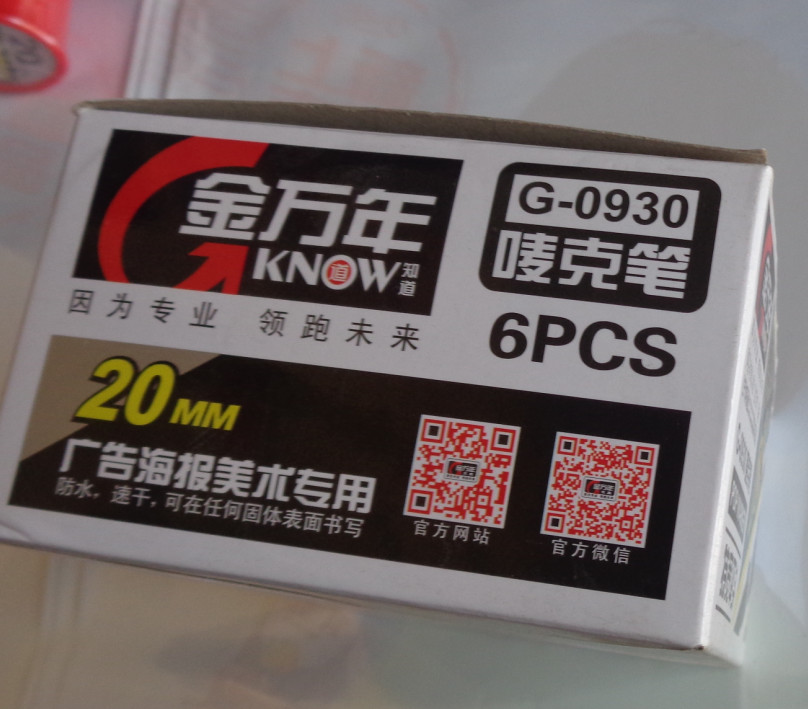 金万年
KNOW
知道
因为专业 领跑未来
G-0930
唛克笔
6PCS
20MM
广告海报美术专用
防水,速干,可在任何固体表面书写
官方网站
官方微信